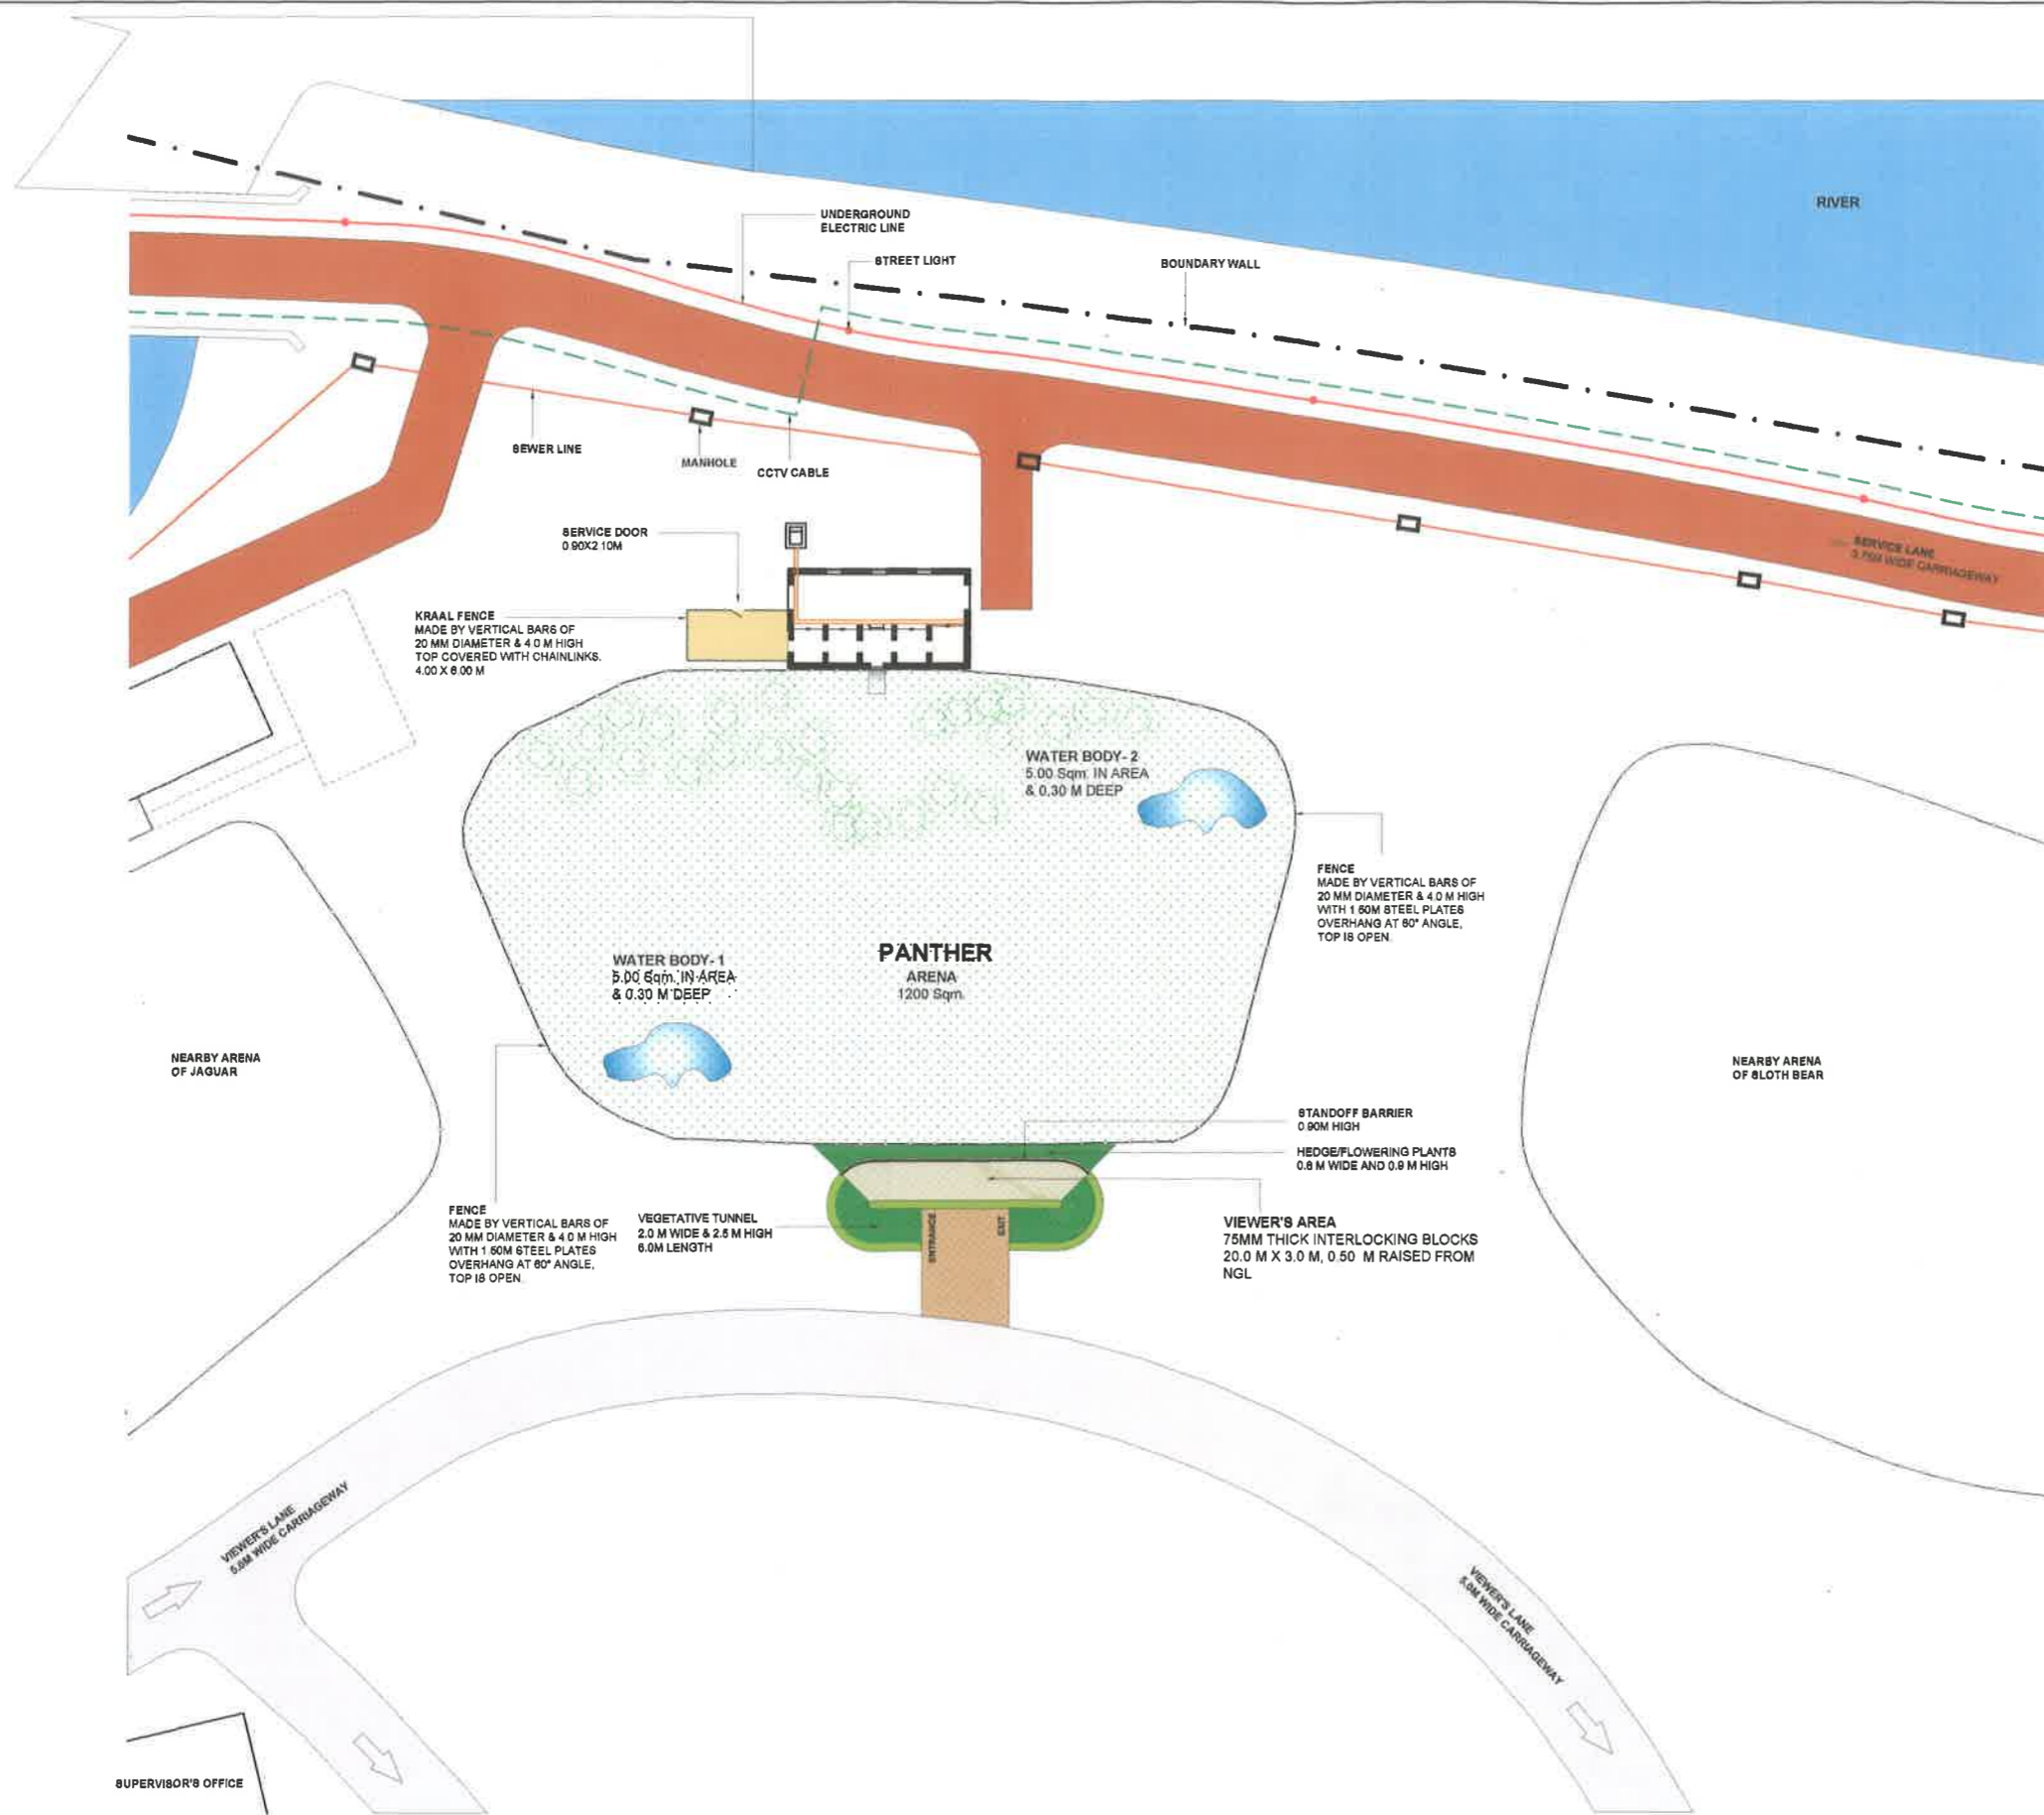 RIVER
UNDERGROUND
ELECTRIC LINE
STREET LIGHT
BOUNDARY WALL
SEWER LINE
MANHOLE
CCTV CABLE
SERVICE LANE
3.75M WIDE CARRIAGEWAY
SERVICE DOOR
0.90X2.10M
KRAAL FENCE
MADE BY VERTICAL BARS OF
20 MM DIAMETER & 4.0 M HIGH
TOP COVERED WITH CHAINLINKS.
4.00 X 6.00 M
WATER BODY- 2
5.00 Sqm. IN AREA
& 0.30 M DEEP
FENCE
MADE BY VERTICAL BARS OF
20 MM DIAMETER & 4.0 M HIGH
WITH 1.50M STEEL PLATES
OVERHANG AT 60° ANGLE,
TOP IS OPEN.
PANTHER
ARENA
1200 Sqm.
WATER BODY- 1
5.00 Sqm. IN AREA
& 0.30 M DEEP
NEARBY ARENA
OF JAGUAR
NEARBY ARENA
OF SLOTH BEAR
STANDOFF BARRIER
0.90M HIGH
HEDGE/FLOWERING PLANTS
0.6 M WIDE AND 0.9 M HIGH
FENCE
MADE BY VERTICAL BARS OF
20 MM DIAMETER & 4.0 M HIGH
WITH 1.50M STEEL PLATES
OVERHANG AT 60° ANGLE,
TOP IS OPEN.
VEGETATIVE TUNNEL
2.0 M WIDE & 2.5 M HIGH
6.0M LENGTH
ENTRANCE
EXIT
VIEWER'S AREA
75MM THICK INTERLOCKING BLOCKS
20.0 M X 3.0 M, 0.50 M RAISED FROM
NGL
VIEWER'S LANE
5.0M WIDE CARRIAGEWAY
VIEWER'S LANE
5.0M WIDE CARRIAGEWAY
SUPERVISOR'S OFFICE